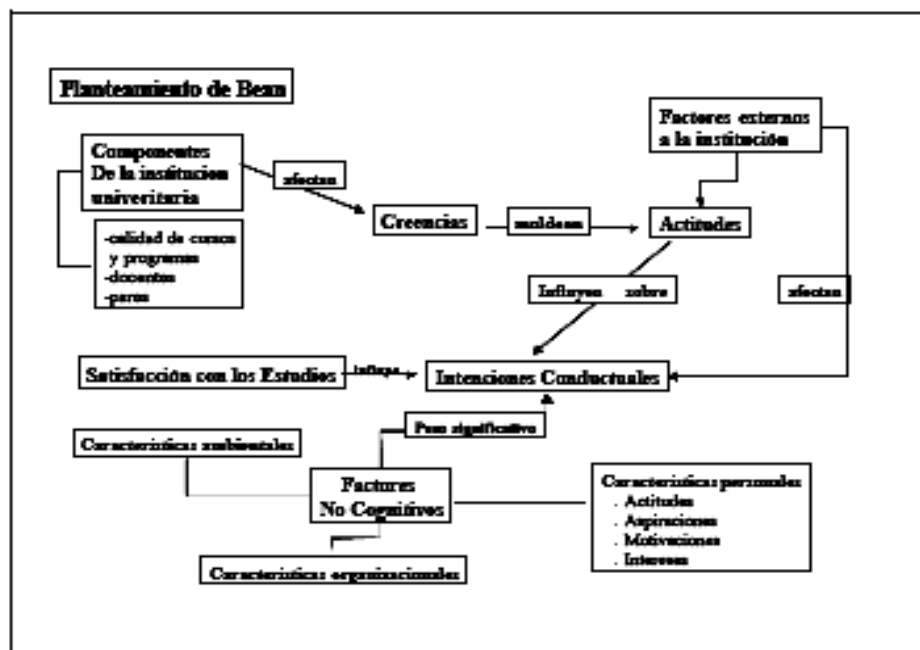 Planteamiento de Bean
Factores externos
a la institución
Componentes
De la institucion
univeritaria
afectan
Creencias
moldean
Actitudes
-calidad de cursos
y programas
-docentes
-pares
Influyen sobre
afectan
Satisfacción con los Estudios
influye
Intenciones Conductuales
Peso significativo
Características ambientales
Factores
No Cognitivos
Características personales
. Actitudes
. Aspiraciones
. Motivaciones
. Intereses
Características organizacionales